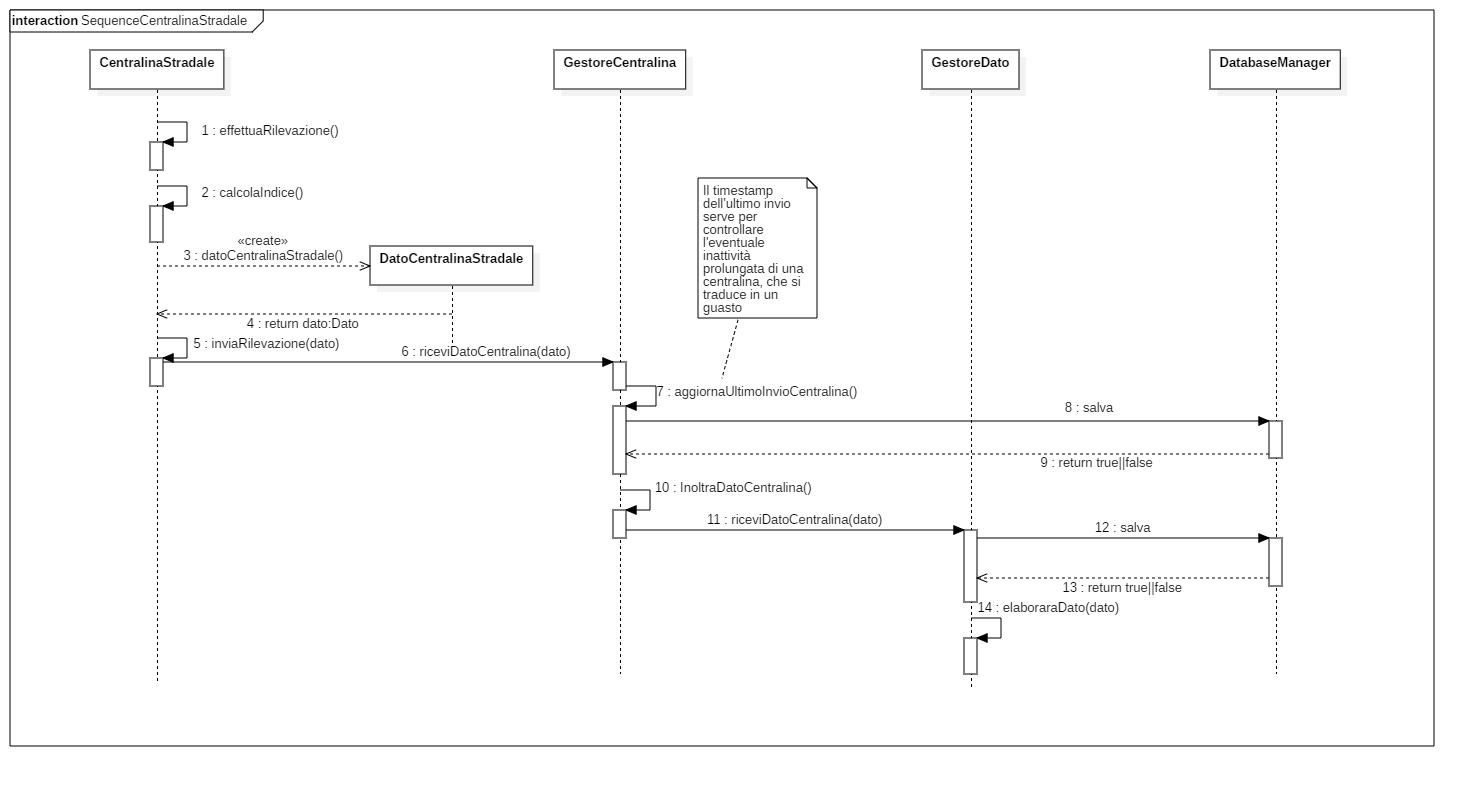 interaction SequenceCentralinaStradale
CentralinaStradale
GestoreCentralina
GestoreDato
DatabaseManager
1 : effettuaRilevazione()
2 : calcolaIndice()
Il timestamp
dell'ultimo invio
serve per
controllare
l'eventuale
inattività
prolungata di una
centralina, che si
traduce in un
guasto
«create»
3 : datoCentralinaStradale()
DatoCentralinaStradale
4 : return dato:Dato
5 : inviaRilevazione(dato)
6 : riceviDatoCentralina(dato)
7 : aggiornaUltimoInvioCentralina()
8 : salva
9 : return true||false
10 : InoltraDatoCentralina()
11 : riceviDatoCentralina(dato)
12 : salva
13 : return true||false
14 : elaboraraDato(dato)